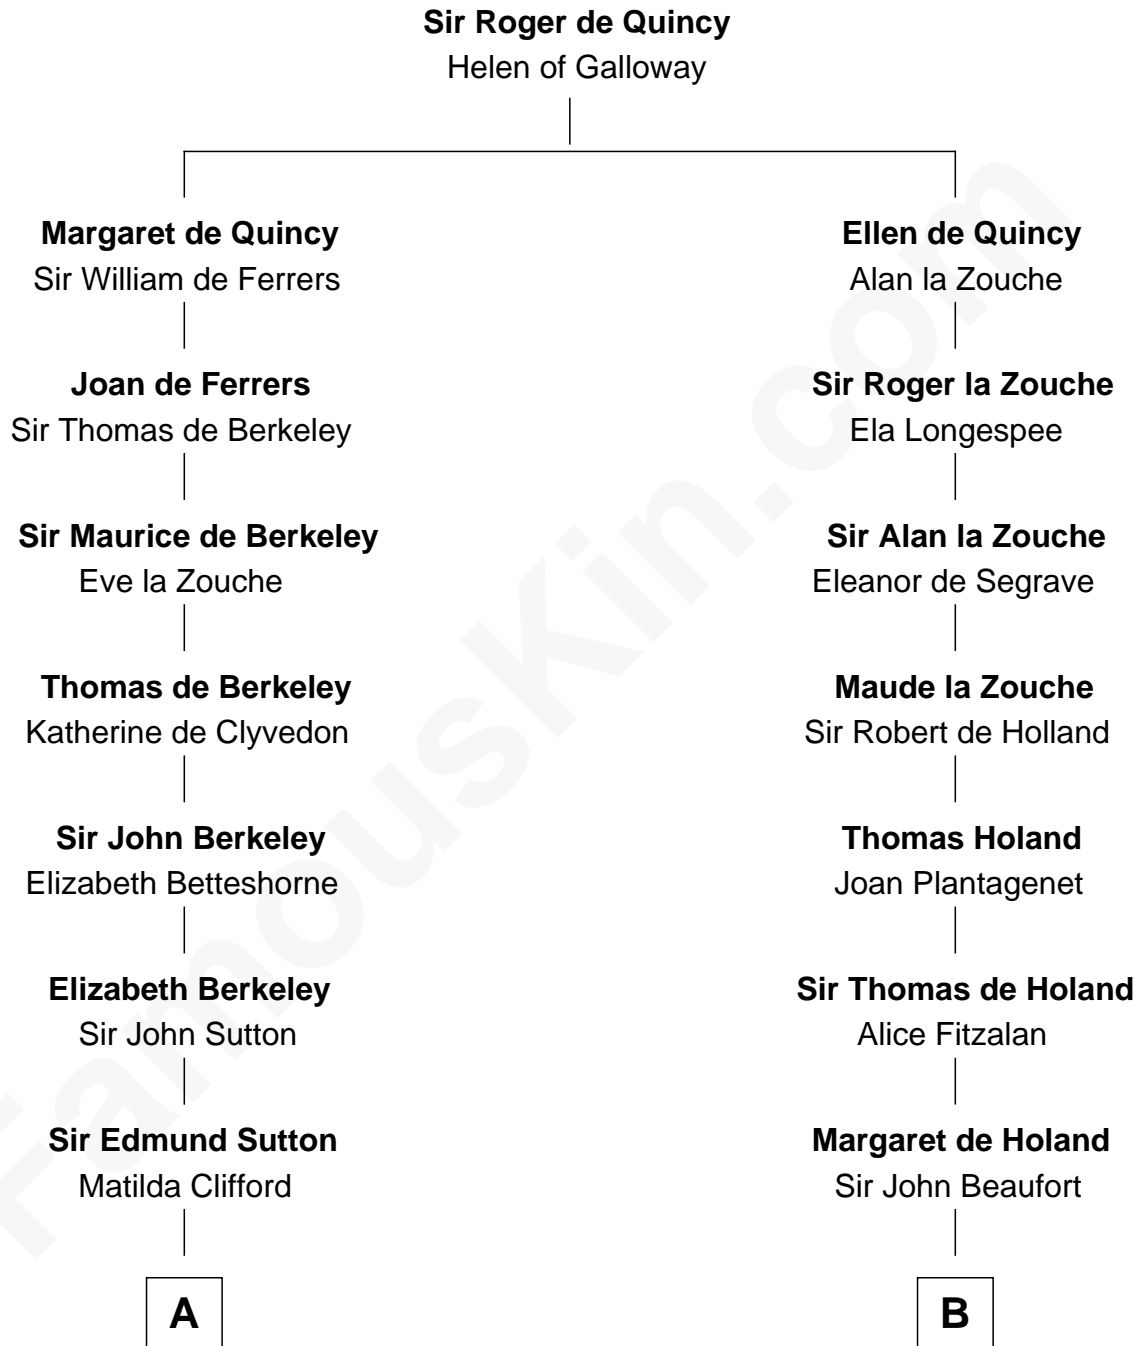 Sir Roger de Quincy
Helen of Galloway
Margaret de Quincy
Sir William de Ferrers
Joan de Ferrers
Sir Thomas de Berkeley
Sir Maurice de Berkeley
Eve la Zouche
Thomas de Berkeley
Katherine de Clyvedon
Sir John Berkeley
Elizabeth Betteshorne
Elizabeth Berkeley
Sir John Sutton
Sir Edmund Sutton
Matilda Clifford
A
Ellen de Quincy
Alan la Zouche
Sir Roger la Zouche
Ela Longespee
Sir Alan la Zouche
Eleanor de Segrave
Maude la Zouche
Sir Robert de Holland
Thomas Holand
Joan Plantagenet
Sir Thomas de Holand
Alice Fitzalan
Margaret de Holand
Sir John Beaufort
B
FamousKin.com